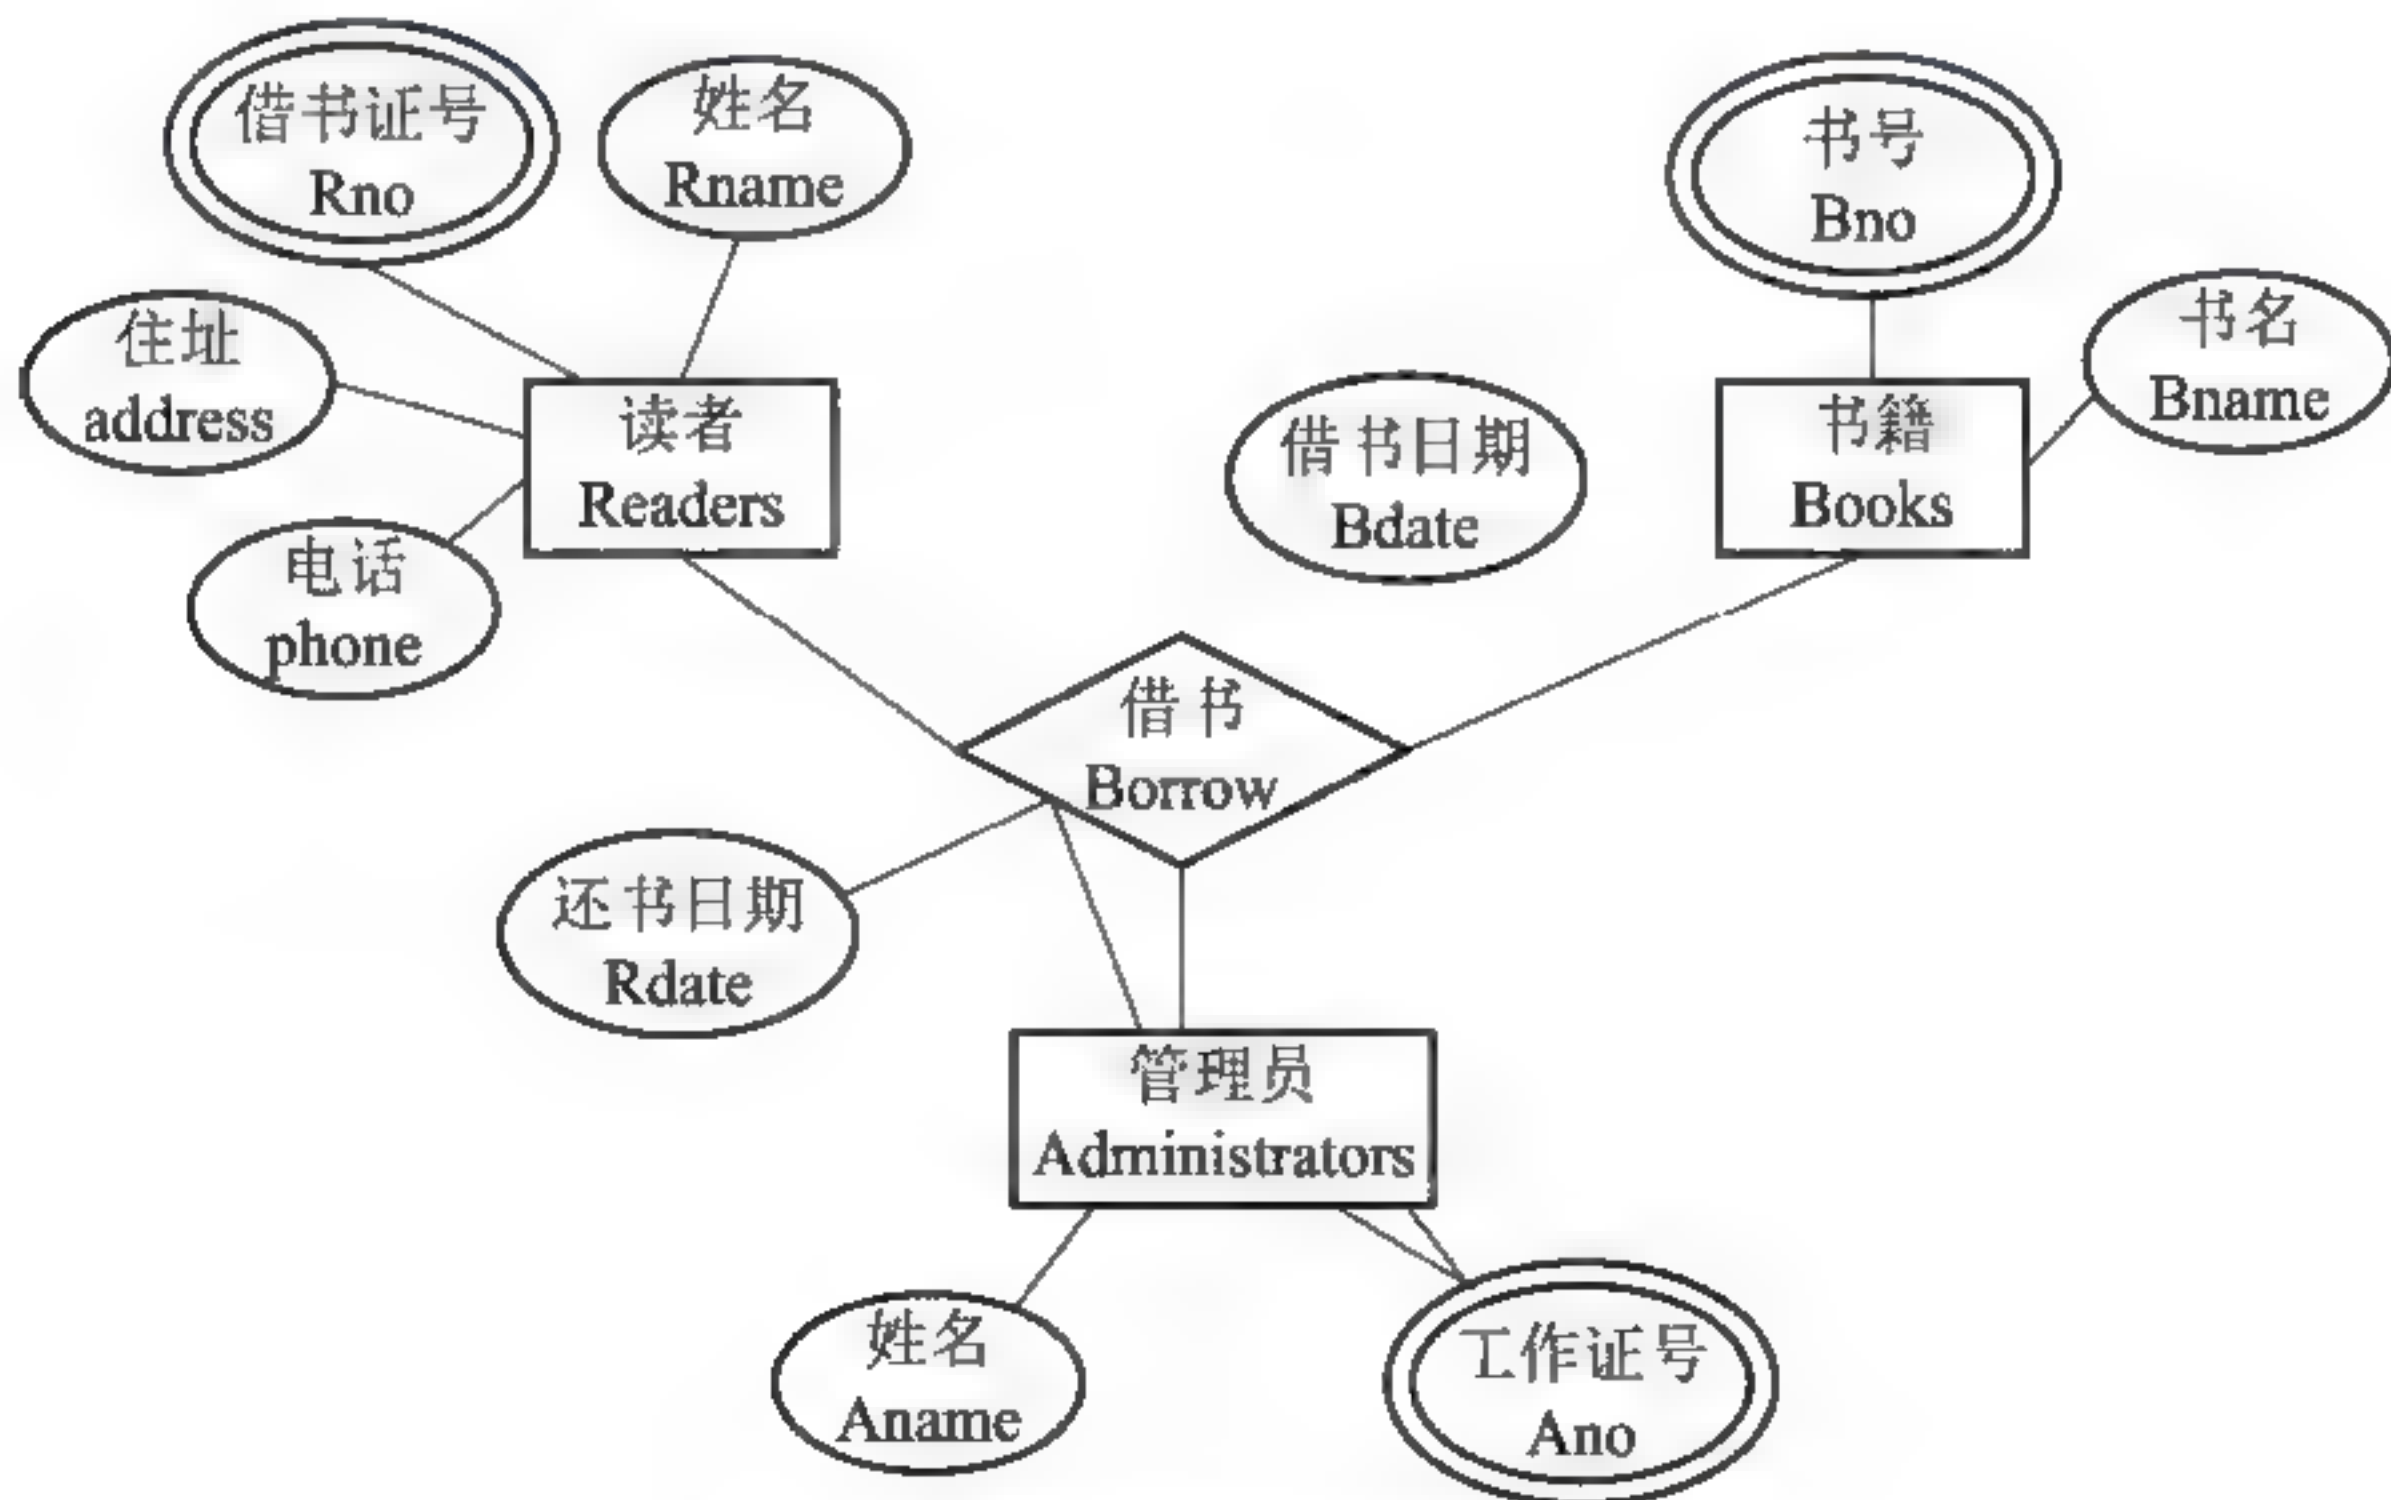 借书证号
Rno
姓名
Rname
书号
Bno
住址
address
读者
Readers
借书日期
Bdate
书籍
Books
书名
Bname
电话
phone
借书
Borrow
还书日期
Rdate
管理员
Administrators
姓名
Aname
工作证号
Ano